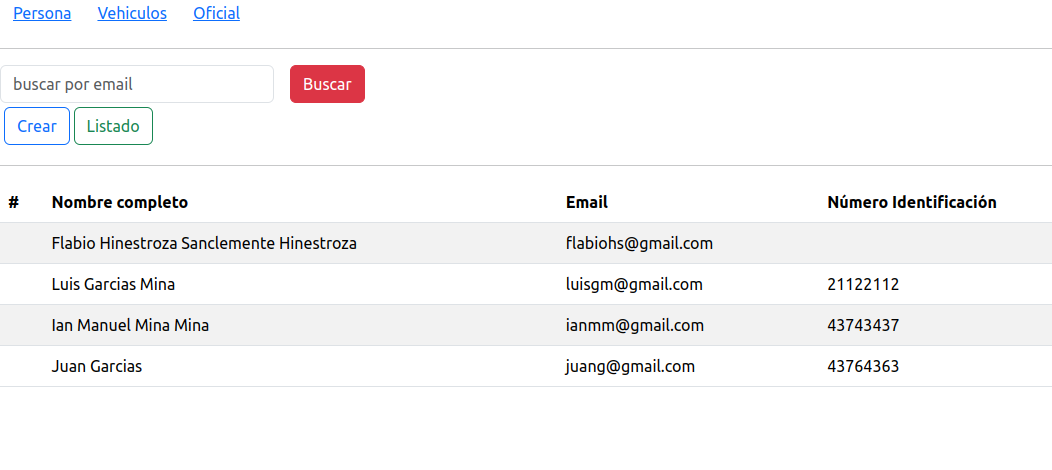 Persona Vehiculos Oficial
buscar por email Buscar
Crear Listado
# Nombre completo Email Número Identificación
Flabio Hinestroza Sanclemente Hinestroza flabiohs@gmail.com
Luis Garcias Mina luisgm@gmail.com 21122112
Ian Manuel Mina Mina ianmm@gmail.com 43743437
Juan Garcias juang@gmail.com 43764363